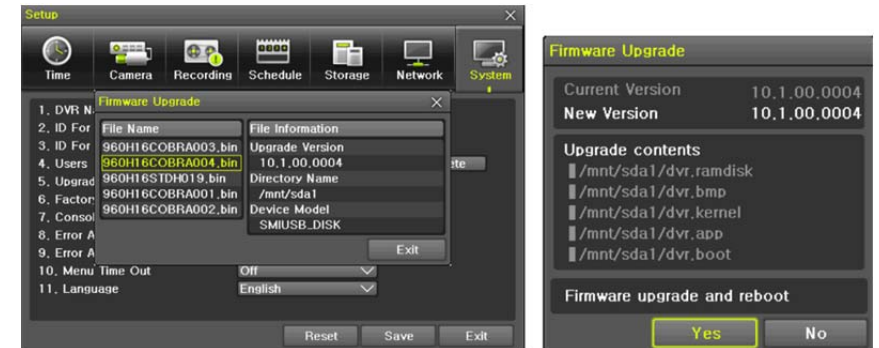 Setup
Time Camera Recording Schedule Storage Network System
1. DVR N
2. ID For
3. ID For
4. Users
5. Upgrad
6. Factor
7. Consol
8. Error A
9. Error A
10. Menu Time Out Off
11. Language English
Reset Save Exit
Firmware Upgrade
File Name
960H16COBRA003.bin
960H16COBRA004.bin
960H16STDH019.bin
960H16COBRA001.bin
960H16COBRA002.bin
File Information
Upgrade Version
10.1.00.0004
Directory Name
/mnt/sda1
Device Model
SMIUSB_DISK
Exit
ete
Firmware Upgrade
Current Version 10.1.00.0004
New Version 10.1.00.0004
Upgrade contents
/mnt/sda1/dvr.ramdisk
/mnt/sda1/dvr.bmp
/mnt/sda1/dvr.kernel
/mnt/sda1/dvr.app
/mnt/sda1/dvr.boot
Firmware upgrade and reboot
Yes No